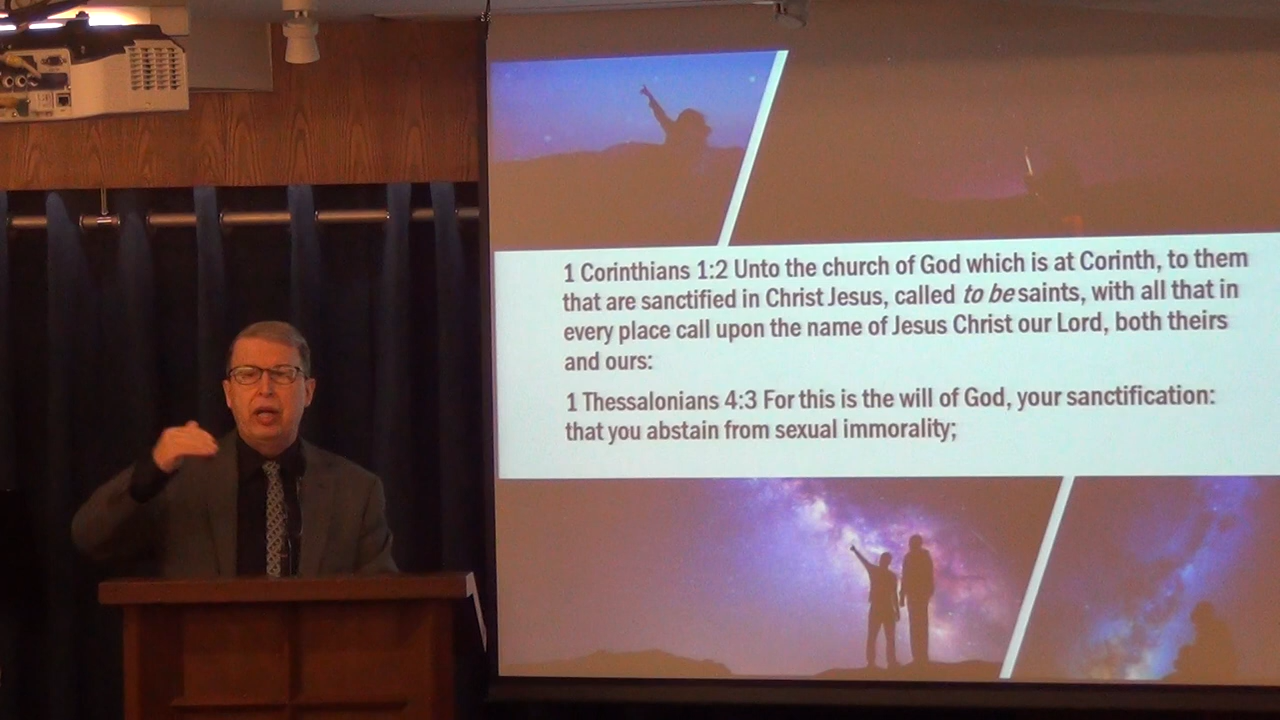 1 Corinthians 1:2 Unto the church of God which is at Corinth, to them
that are sanctified in Christ Jesus, called to be saints, with all that in
every place call upon the name of Jesus Christ our Lord, both theirs
and ours:
1 Thessalonians 4:3 For this is the will of God, your sanctification:
that you abstain from sexual immorality;